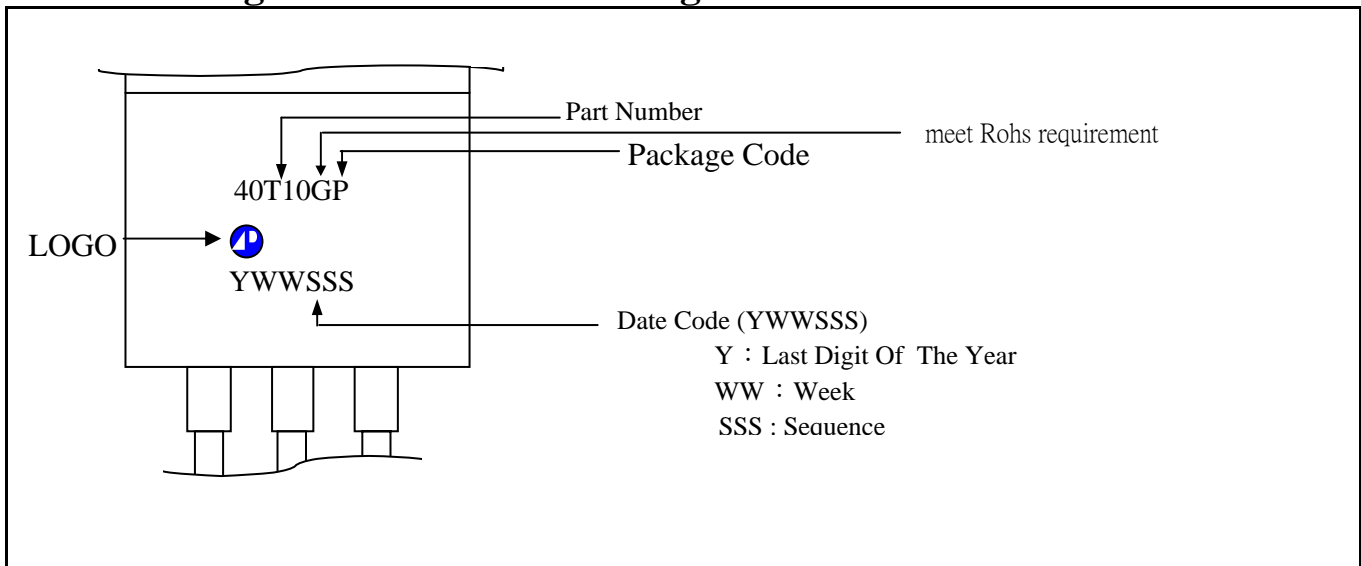 Part Number
meet Rohs requirement
Package Code
40T10GP
LOGO
YWWSSS
Date Code (YWWSSS)
Y：Last Digit Of The Year
WW：Week
SSS : Sequence